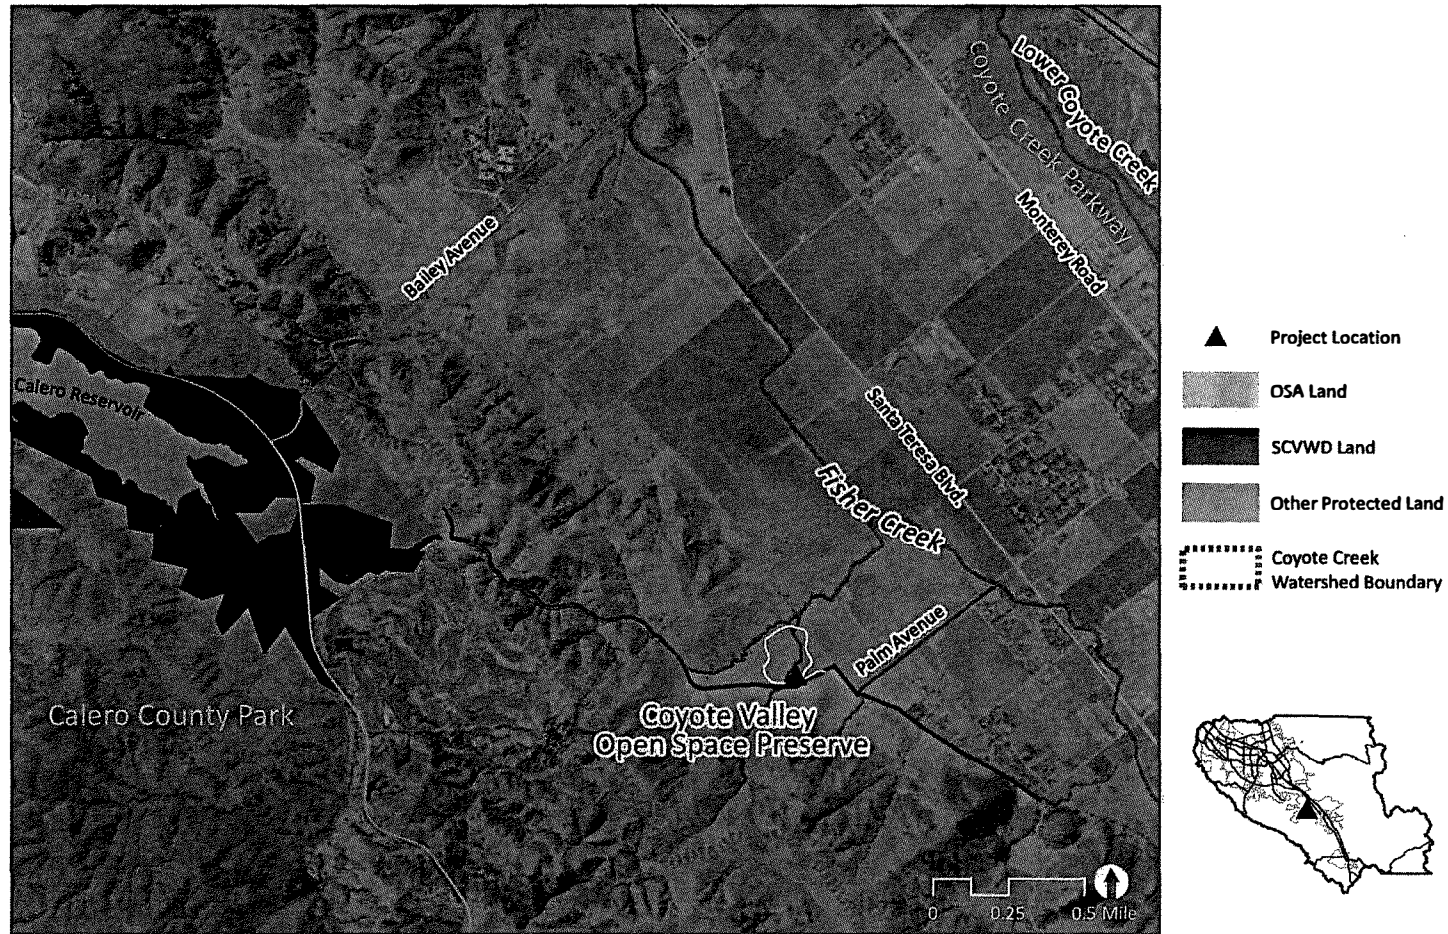 Lower Coyote Creek
Coyote Creek Parkway
Monterey Road
Bailey Avenue
Calero Reservoir
Santa Teresa Blvd.
Fisher Creek
Palm Avenue
Coyote Valley
Open Space Preserve
Calero County Park
0 0.25 0.5 Mile
Project Location
OSA Land
SCVWD Land
Other Protected Land
Coyote Creek
Watershed Boundary